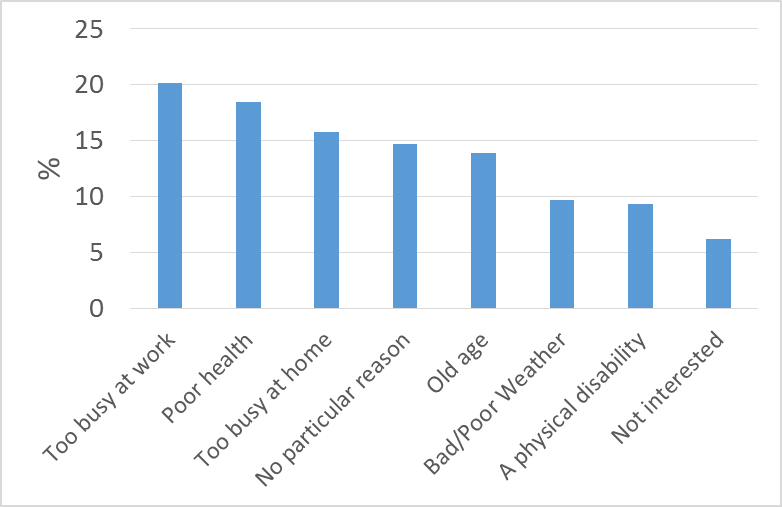 25
20
15
10
5
0
%
Too busy at work
Poor health
Too busy at home
No particular reason
Old age
Bad/Poor Weather
A physical disability
Not interested